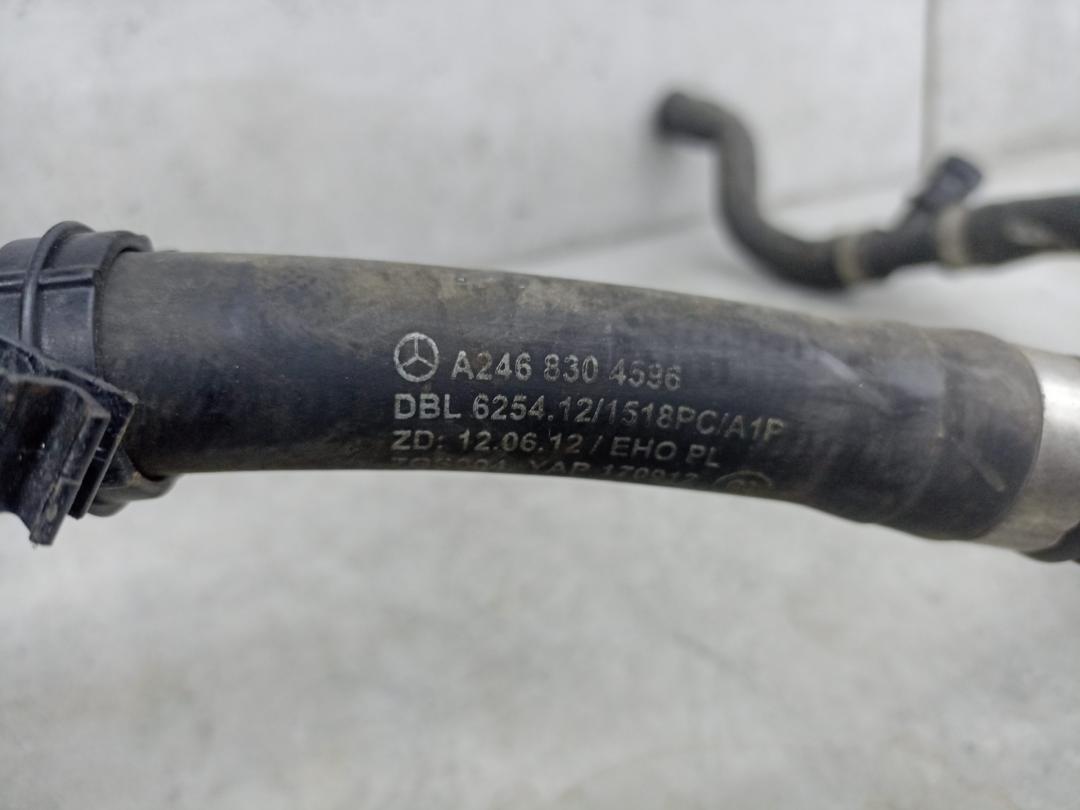 A246 830 4596
DBL 6254.12/1518PC/A1P
ZD: 12.06.12 / EHO PL